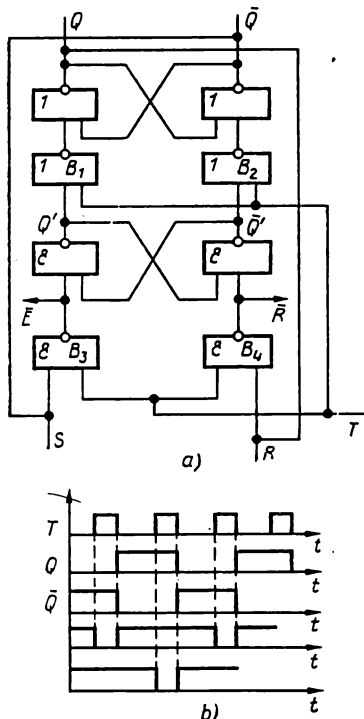 Q Q̄
1 1
1 B₁ 1 B₂
Q' Q̄'
ε ε
Ē R̄
ε B₃ ε B₄
S R T
a)
T t
Q t
Q̄ t
t
t
b)